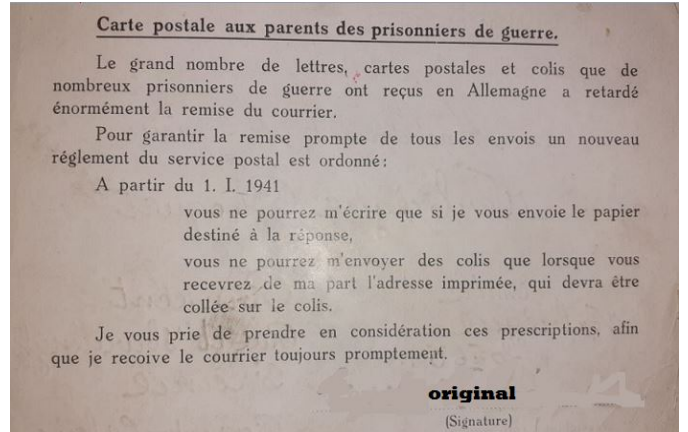 Carte postale aux parents des prisonniers de guerre.
Le grand nombre de lettres, cartes postales et colis que de
nombreux prisonniers de guerre ont reçus en Allemagne a retardé
énormément la remise du courrier.
Pour garantir la remise prompte de tous les envois un nouveau
réglement du service postal est ordonné:
A partir du 1. I. 1941
vous ne pourrez m'écrire que si je vous envoie le papier
destiné à la réponse,
vous ne pourrez m'envoyer des colis que lorsque vous
recevrez de ma part l'adresse imprimée, qui devra être
collée sur le colis.
Je vous prie de prendre en considération ces prescriptions, afin
que je recoive le courrier toujours promptement.
original
(Signature)